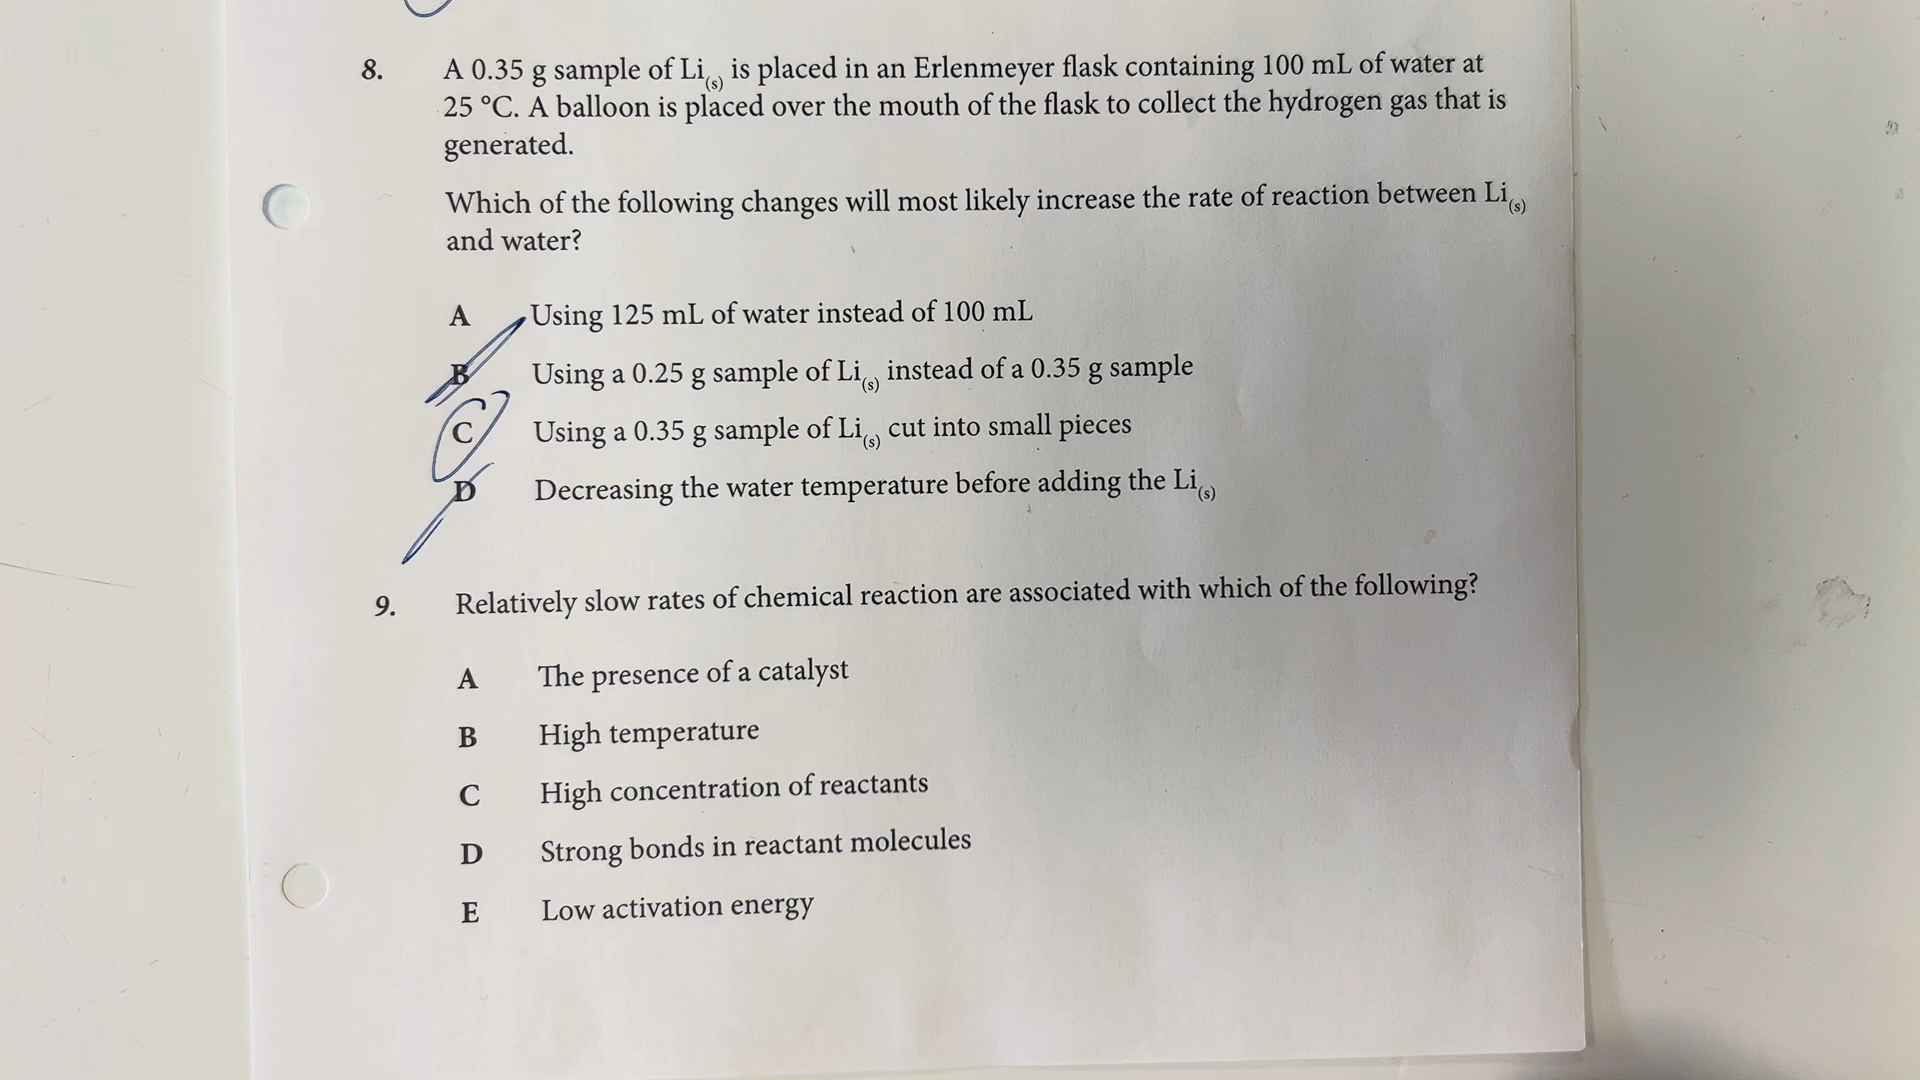 8. A 0.35 g sample of Li(s) is placed in an Erlenmeyer flask containing 100 mL of water at
25 °C. A balloon is placed over the mouth of the flask to collect the hydrogen gas that is
generated.
Which of the following changes will most likely increase the rate of reaction between Li(s)
and water?
A Using 125 mL of water instead of 100 mL
B Using a 0.25 g sample of Li(s) instead of a 0.35 g sample
C Using a 0.35 g sample of Li(s) cut into small pieces
D Decreasing the water temperature before adding the Li(s)
9. Relatively slow rates of chemical reaction are associated with which of the following?
A The presence of a catalyst
B High temperature
C High concentration of reactants
D Strong bonds in reactant molecules
E Low activation energy